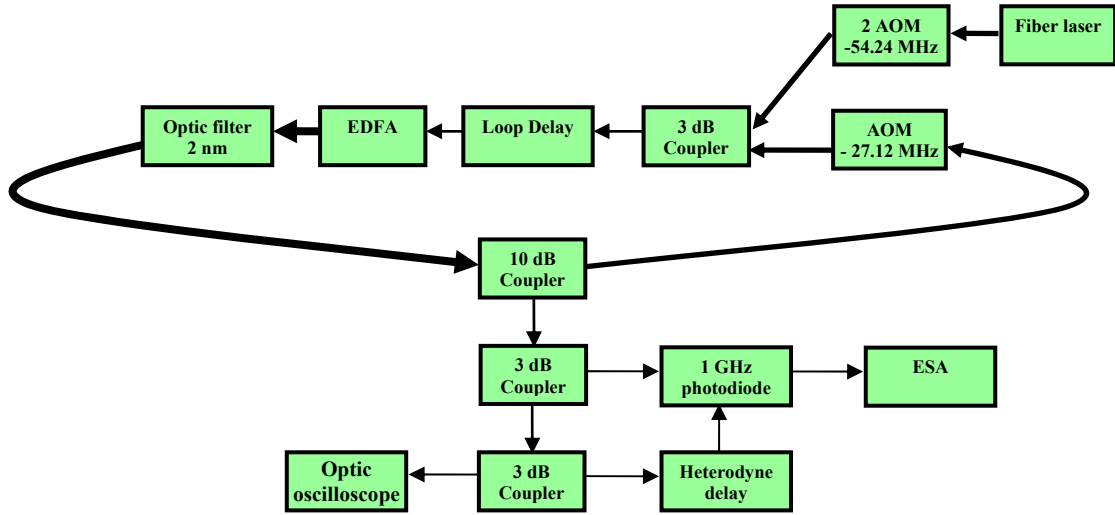 2 AOM
-54.24 MHz
Fiber laser
Optic filter
2 nm
EDFA
Loop Delay
3 dB
Coupler
AOM
- 27.12 MHz
10 dB
Coupler
3 dB
Coupler
1 GHz
photodiode
ESA
Optic
oscilloscope
3 dB
Coupler
Heterodyne
delay